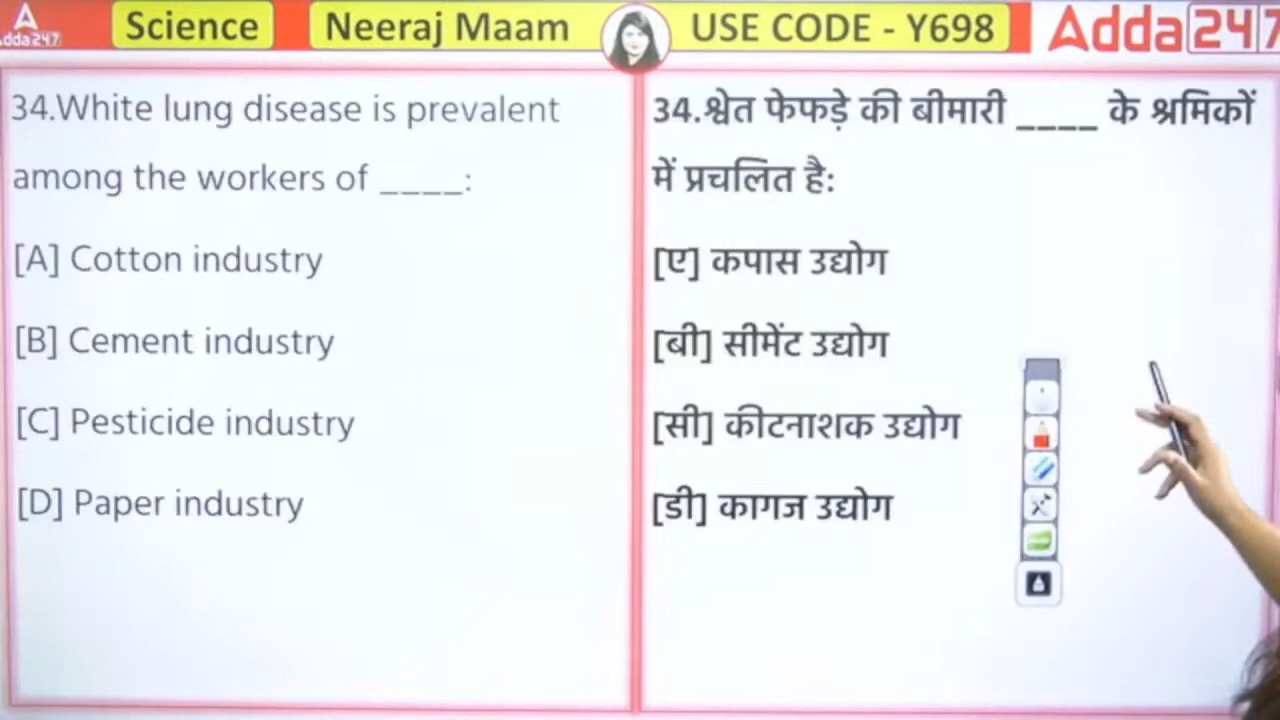 Adda247
Science
Neeraj Maam
USE CODE - Y698
Adda247
34.White lung disease is prevalent
among the workers of ____:
[A] Cotton industry
[B] Cement industry
[C] Pesticide industry
[D] Paper industry
34.श्वेत फेफड़े की बीमारी ____ के श्रमिकों
में प्रचलित है:
[ए] कपास उद्योग
[बी] सीमेंट उद्योग
[सी] कीटनाशक उद्योग
[डी] कागज उद्योग